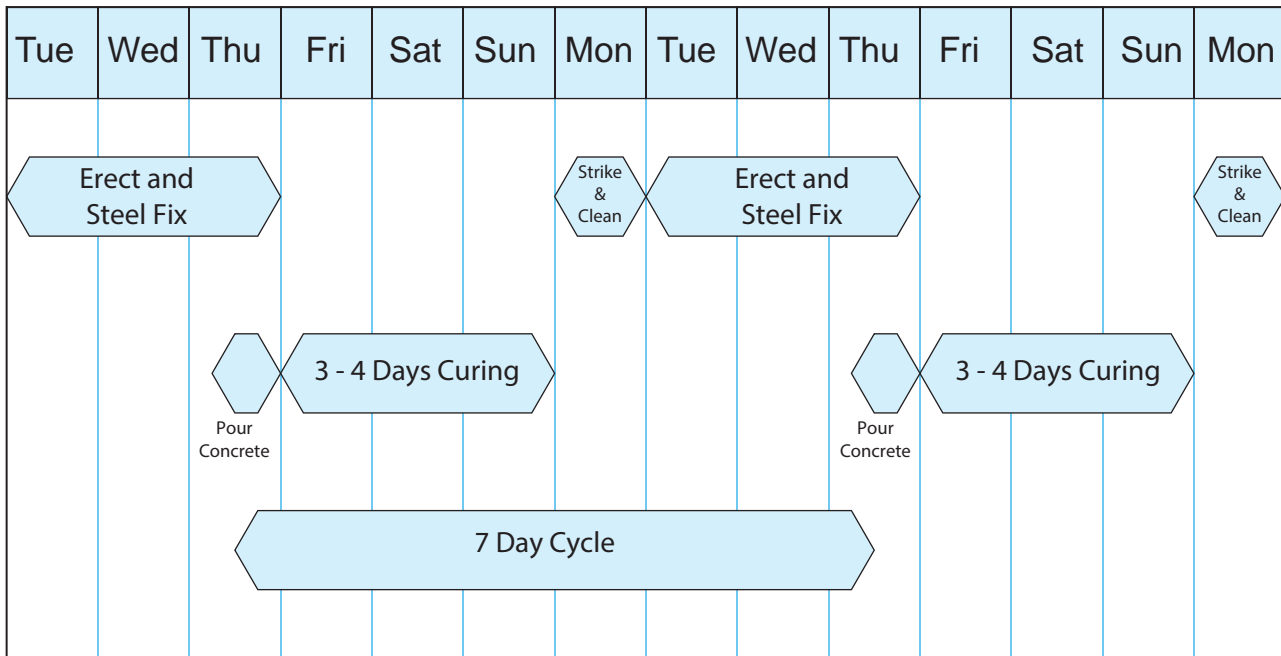 Tue Wed Thu Fri Sat Sun Mon Tue Wed Thu Fri Sat Sun Mon
Erect and
Steel Fix
Strike
&
Clean
Erect and
Steel Fix
Strike
&
Clean
3 - 4 Days Curing
Pour
Concrete
3 - 4 Days Curing
Pour
Concrete
7 Day Cycle